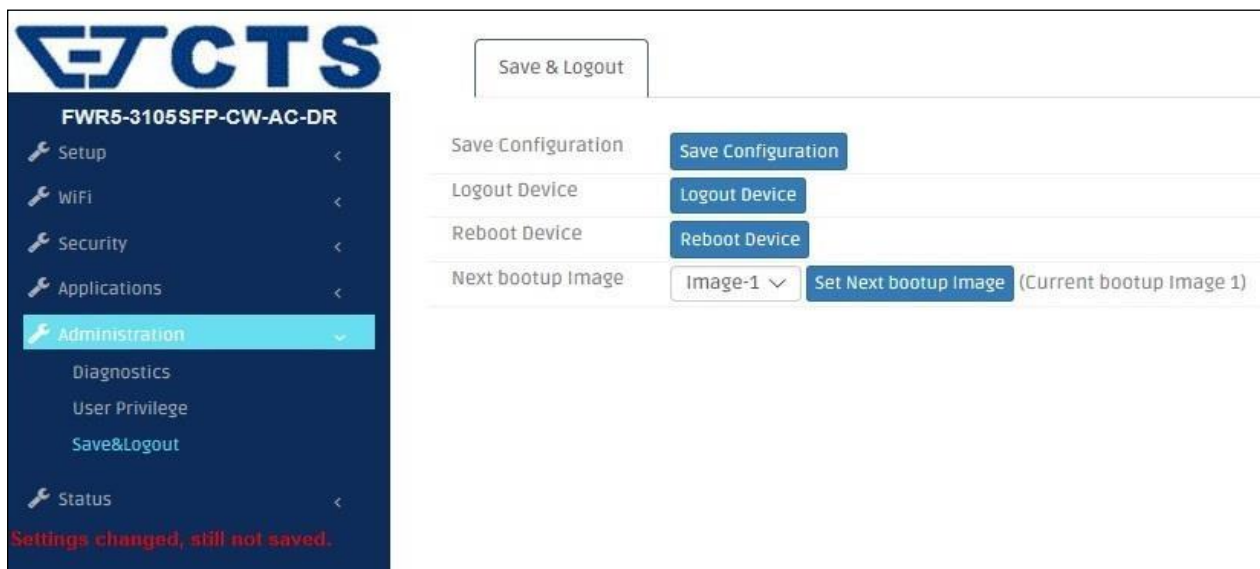 CTS
FWR5-3105SFP-CW-AC-DR
Setup
WiFi
Security
Applications
Administration
Diagnostics
User Privilege
Save&Logout
Status
Settings changed, still not saved.
Save & Logout
Save Configuration Save Configuration
Logout Device Logout Device
Reboot Device Reboot Device
Next bootup Image Image-1 Set Next bootup Image (Current bootup Image 1)